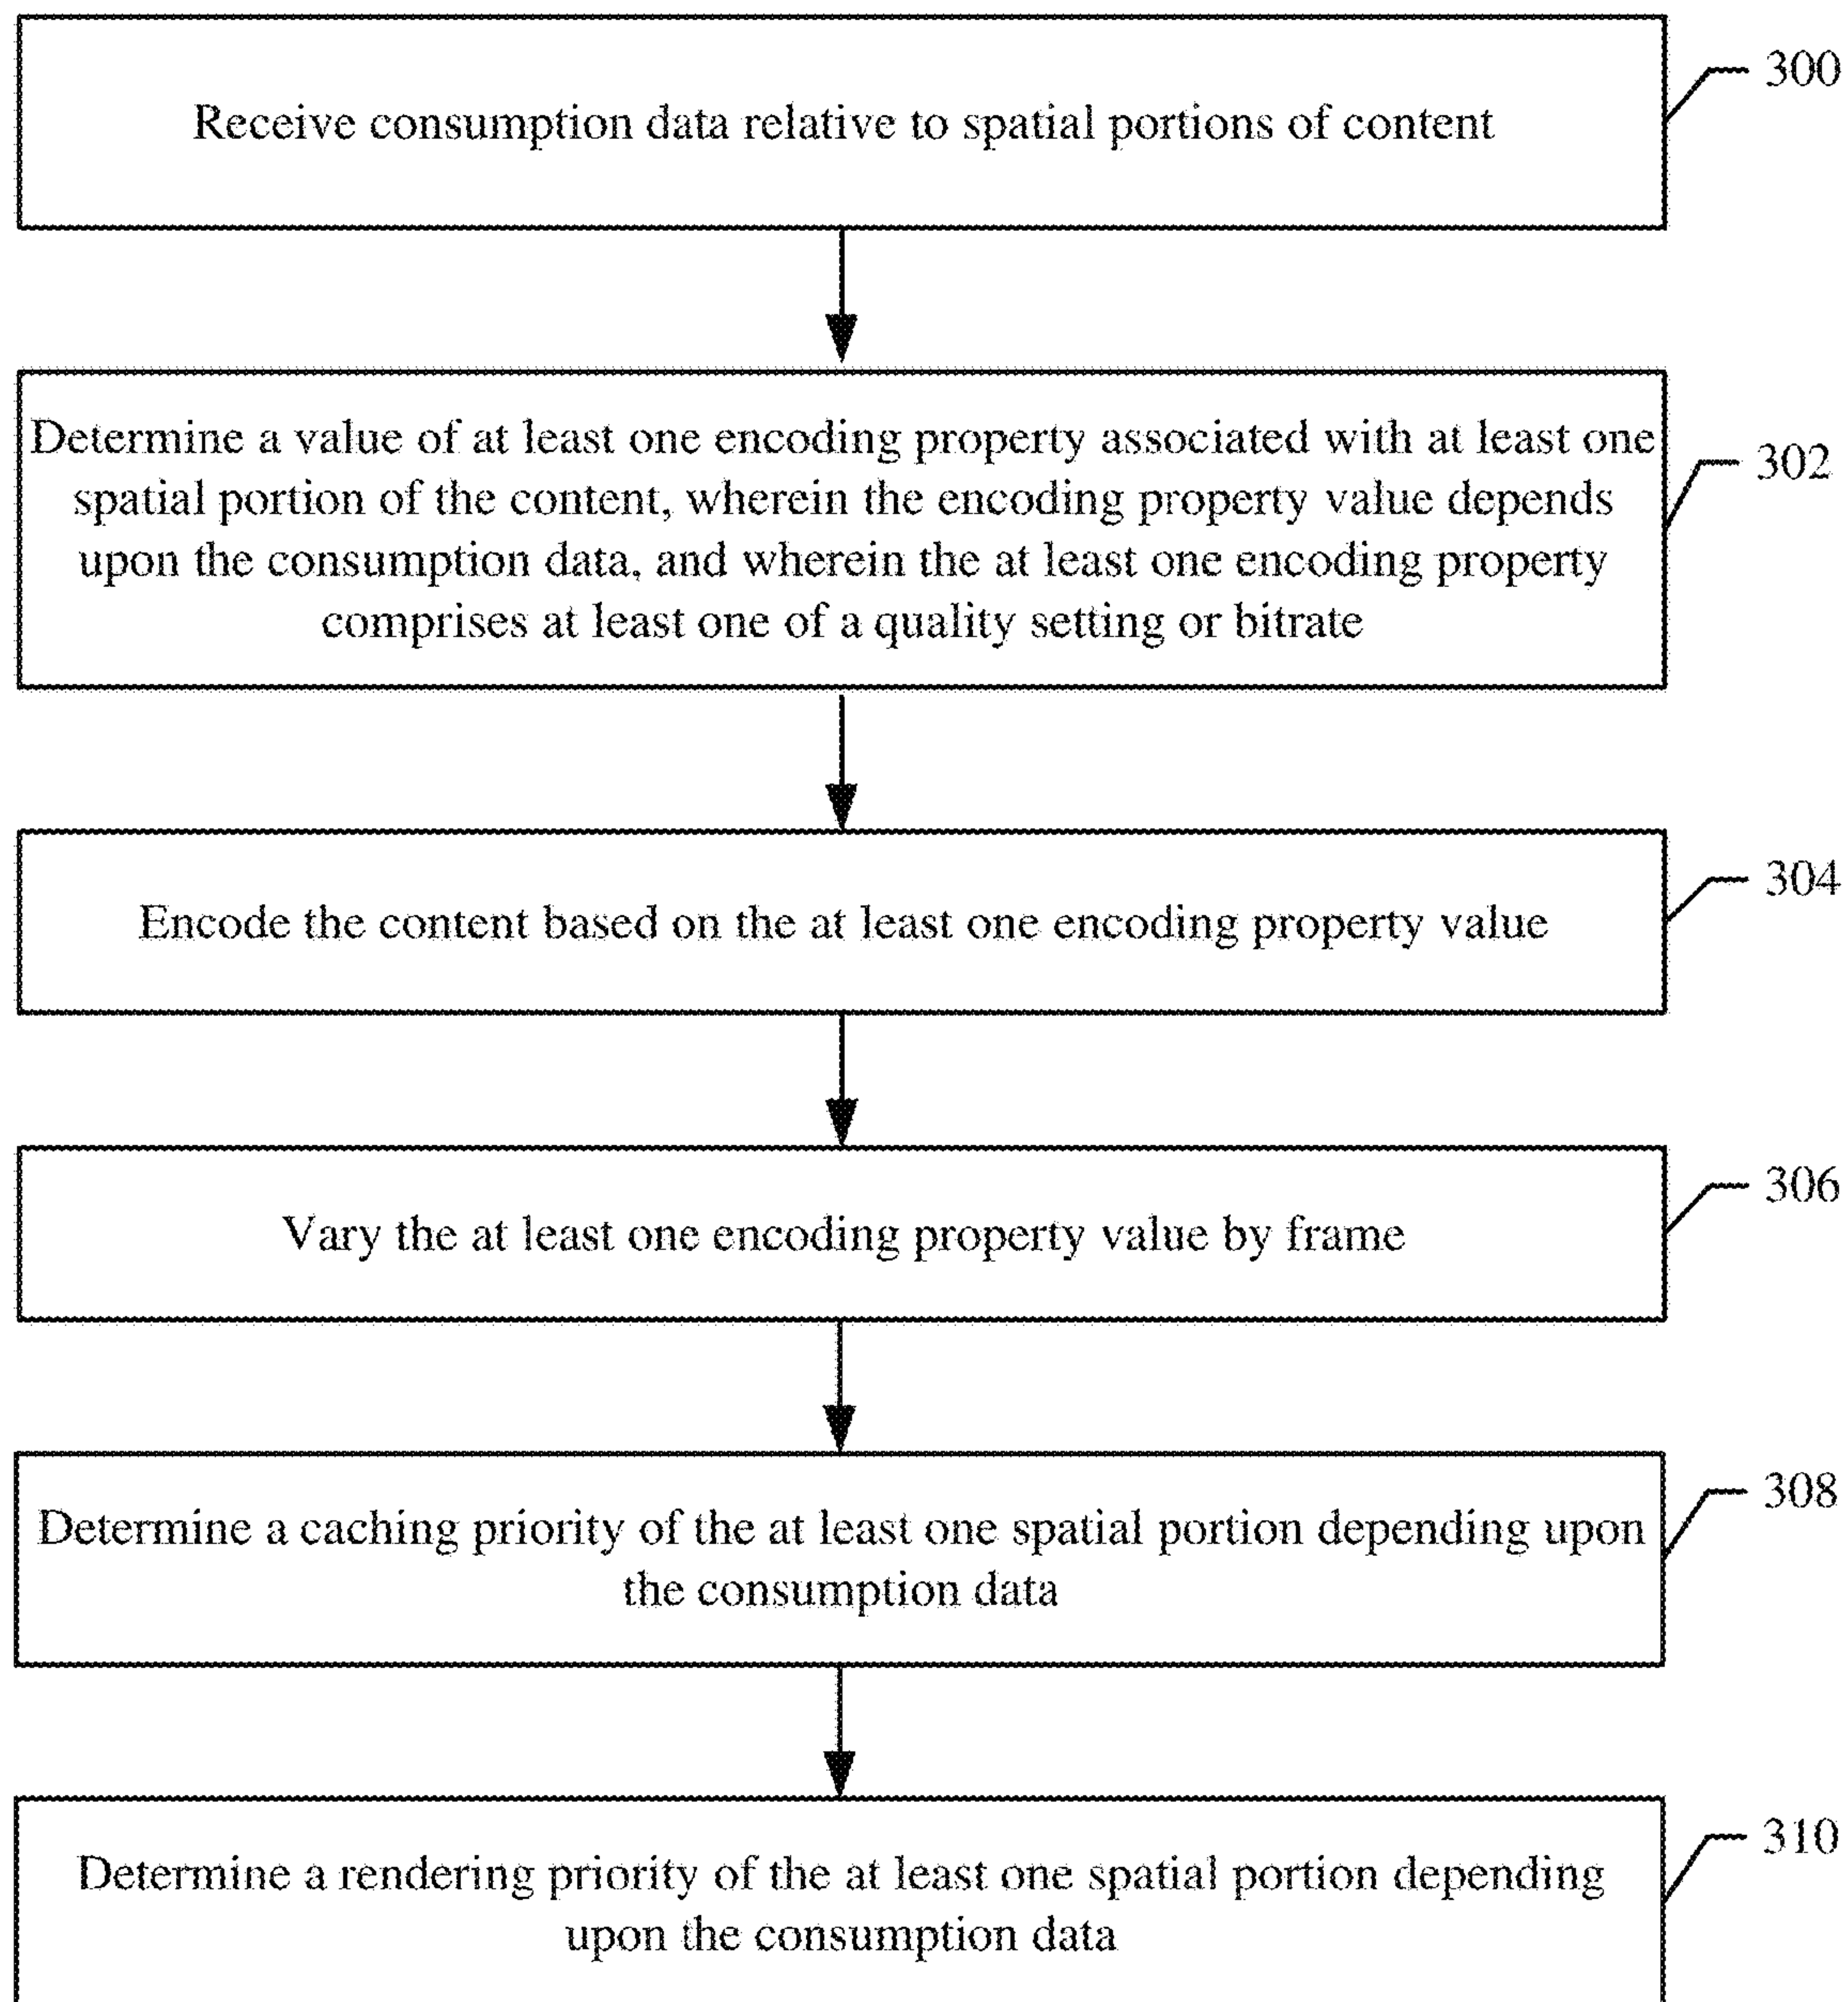 Receive consumption data relative to spatial portions of content
300
Determine a value of at least one encoding property associated with at least one
spatial portion of the content, wherein the encoding property value depends
upon the consumption data, and wherein the at least one encoding property
comprises at least one of a quality setting or bitrate
302
Encode the content based on the at least one encoding property value
304
Vary the at least one encoding property value by frame
306
Determine a caching priority of the at least one spatial portion depending upon
the consumption data
308
Determine a rendering priority of the at least one spatial portion depending
upon the consumption data
310